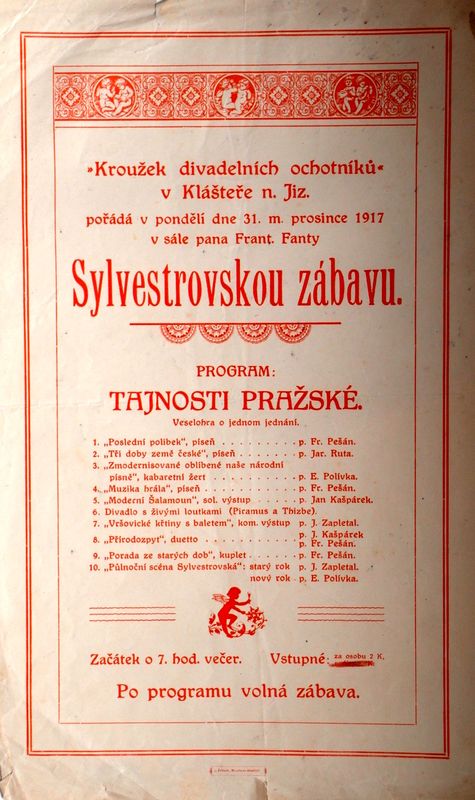 »Kroužek divadelních ochotníků«
v Klášteře n. Jiz.
pořádá v pondělí dne 31. m. prosince 1917
v sále pana Frant. Fanty
Sylvestrovskou zábavu.
PROGRAM:
TAJNOSTI PRAŽSKÉ.
Veselohra o jednom jednání.
1. „Poslední polibek", píseň . . . . . . . . . p. Fr. Pešán.
2. „Tři doby země české", píseň . . . . . . p. Jar. Ruta.
3. „Zmodernisované oblíbené naše národní
písně", kabaretní žert . . . . . . . . . p. E. Polívka.
4. „Muzika hrála", píseň . . . . . . . . . . p. Fr. Pešán.
5. „Moderní Šalamoun", sol. výstup . . . . . p. Jan Kašpárek.
6. Divadlo s živými loutkami (Piramus a Thizbe).
7. „Vršovické křtiny s baletem", kom. výstup p. J. Zapletal.
8. „Přírodozpyt", duetto . . . . . . . . . . p. J. Kašpárek
p. Fr. Pešán.
9. „Porada ze starých dob", kuplet . . . . . p. Fr. Pešán.
10. „Půlnoční scéna Sylvestrovská": starý rok p. J. Zapletal.
nový rok . p. E. Polívka.
Začátek o 7. hod. večer. Vstupné: za osobu 2 K.
Po programu volná zábava.